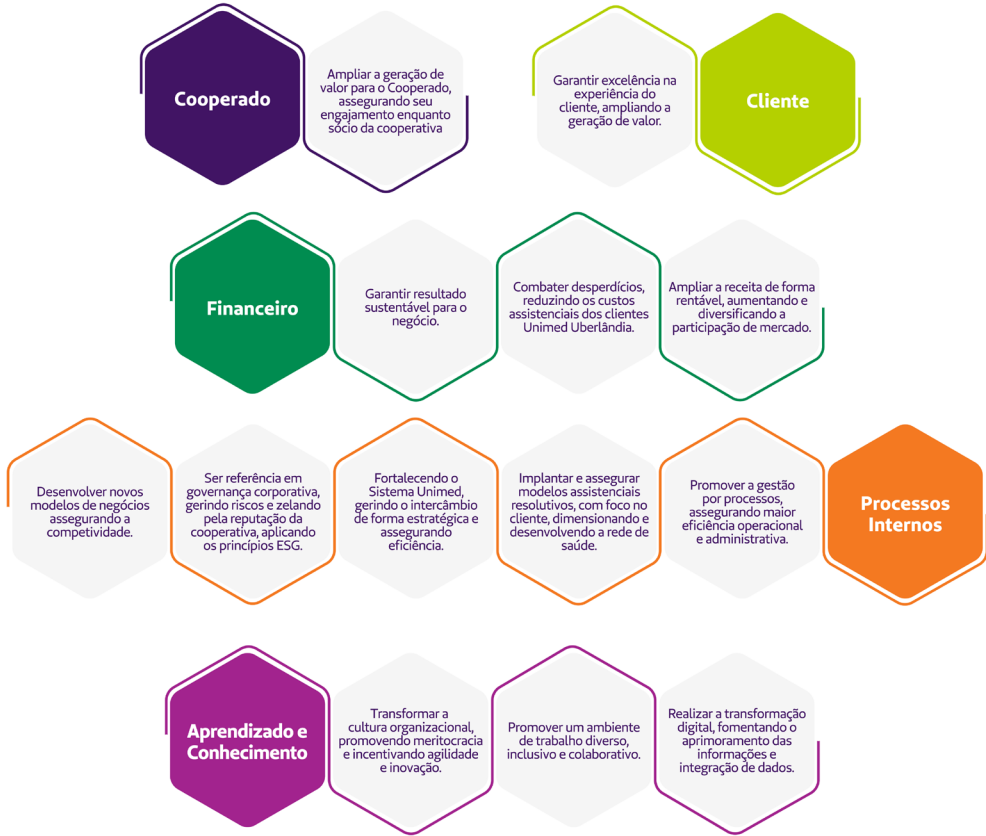 Cooperado
Ampliar a geração de
valor para o Cooperado,
assegurando seu
engajamento enquanto
sócio da cooperativa
Garantir excelência na
experiência do
cliente, ampliando a
geração de valor.
Cliente
Financeiro
Garantir resultado
sustentável para o
negócio.
Combater desperdícios,
reduzindo os custos
assistenciais dos clientes
Unimed Uberlândia.
Ampliar a receita de forma
rentável, aumentando e
diversificando a
participação de mercado.
Desenvolver novos
modelos de negócios
assegurando a
competividade.
Ser referência em
governança corporativa,
gerindo riscos e zelando
pela reputação da
cooperativa, aplicando
os princípios ESG.
Fortalecendo o
Sistema Unimed,
gerindo o intercâmbio
de forma estratégica e
assegurando
eficiência.
Implantar e assegurar
modelos assistenciais
resolutivos, com foco no
cliente, dimensionando e
desenvolvendo a rede de
saúde.
Promover a gestão
por processos,
assegurando maior
eficiência operacional
e administrativa.
Processos
Internos
Aprendizado e
Conhecimento
Transformar a
cultura organizacional,
promovendo meritocracia
e incentivando agilidade
e inovação.
Promover um ambiente
de trabalho diverso,
inclusivo e colaborativo.
Realizar a transformação
digital, fomentando o
aprimoramento das
informações e
integração de dados.